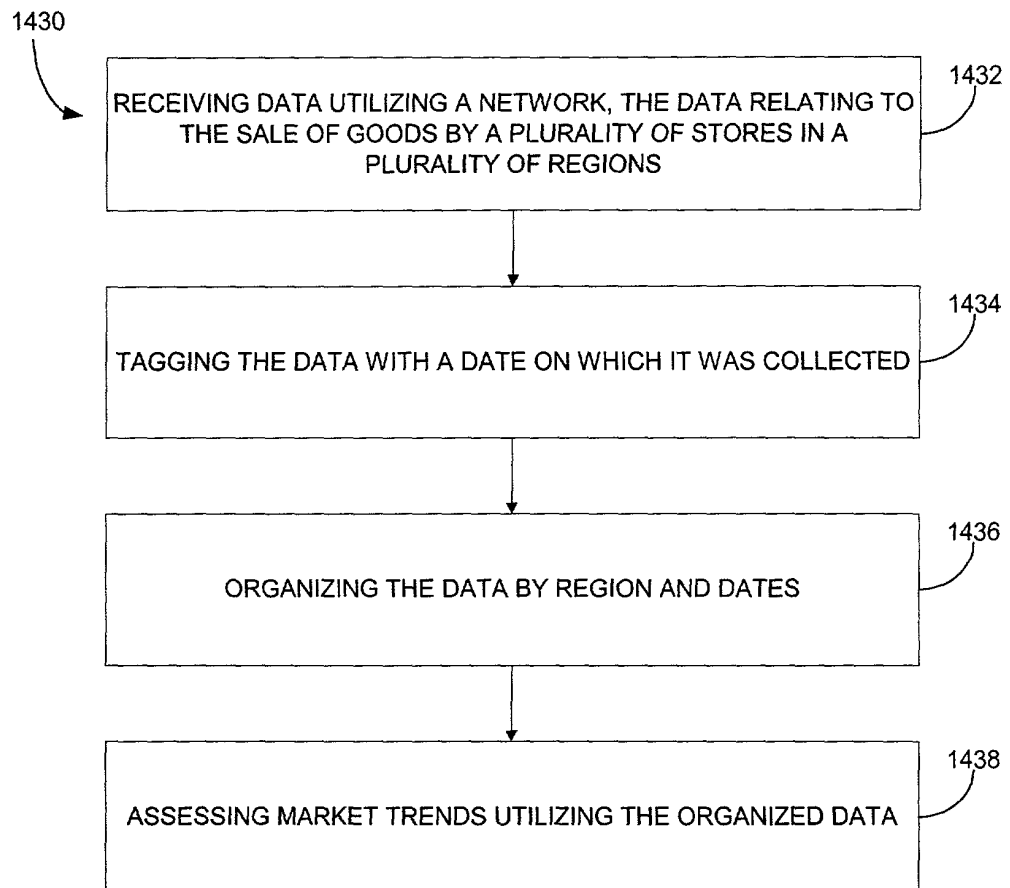 1430
1432
RECEIVING DATA UTILIZING A NETWORK, THE DATA RELATING TO
THE SALE OF GOODS BY A PLURALITY OF STORES IN A
PLURALITY OF REGIONS
1434
TAGGING THE DATA WITH A DATE ON WHICH IT WAS COLLECTED
1436
ORGANIZING THE DATA BY REGION AND DATES
1438
ASSESSING MARKET TRENDS UTILIZING THE ORGANIZED DATA